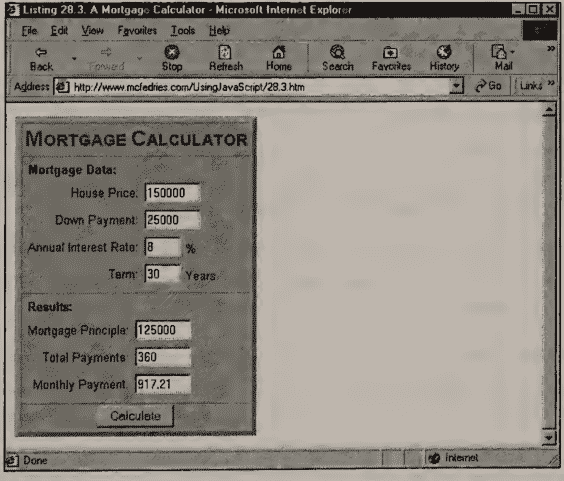 Listing 28.3. A Mortgage Calculator - Microsoft Internet Explorer
File Edit View Favorites Tools Help
Back Forward Stop Refresh Home Search Favorites History Mail
Address http://www.mcfedries.com/UsingJavaScript/28.3.htm Go Links
MORTGAGE CALCULATOR
Mortgage Data:
House Price: 150000
Down Payment: 25000
Annual Interest Rate: 8 %
Term: 30 Years
Results:
Mortgage Principle: 125000
Total Payments: 360
Monthly Payment: 917.21
Calculate
Done Internet